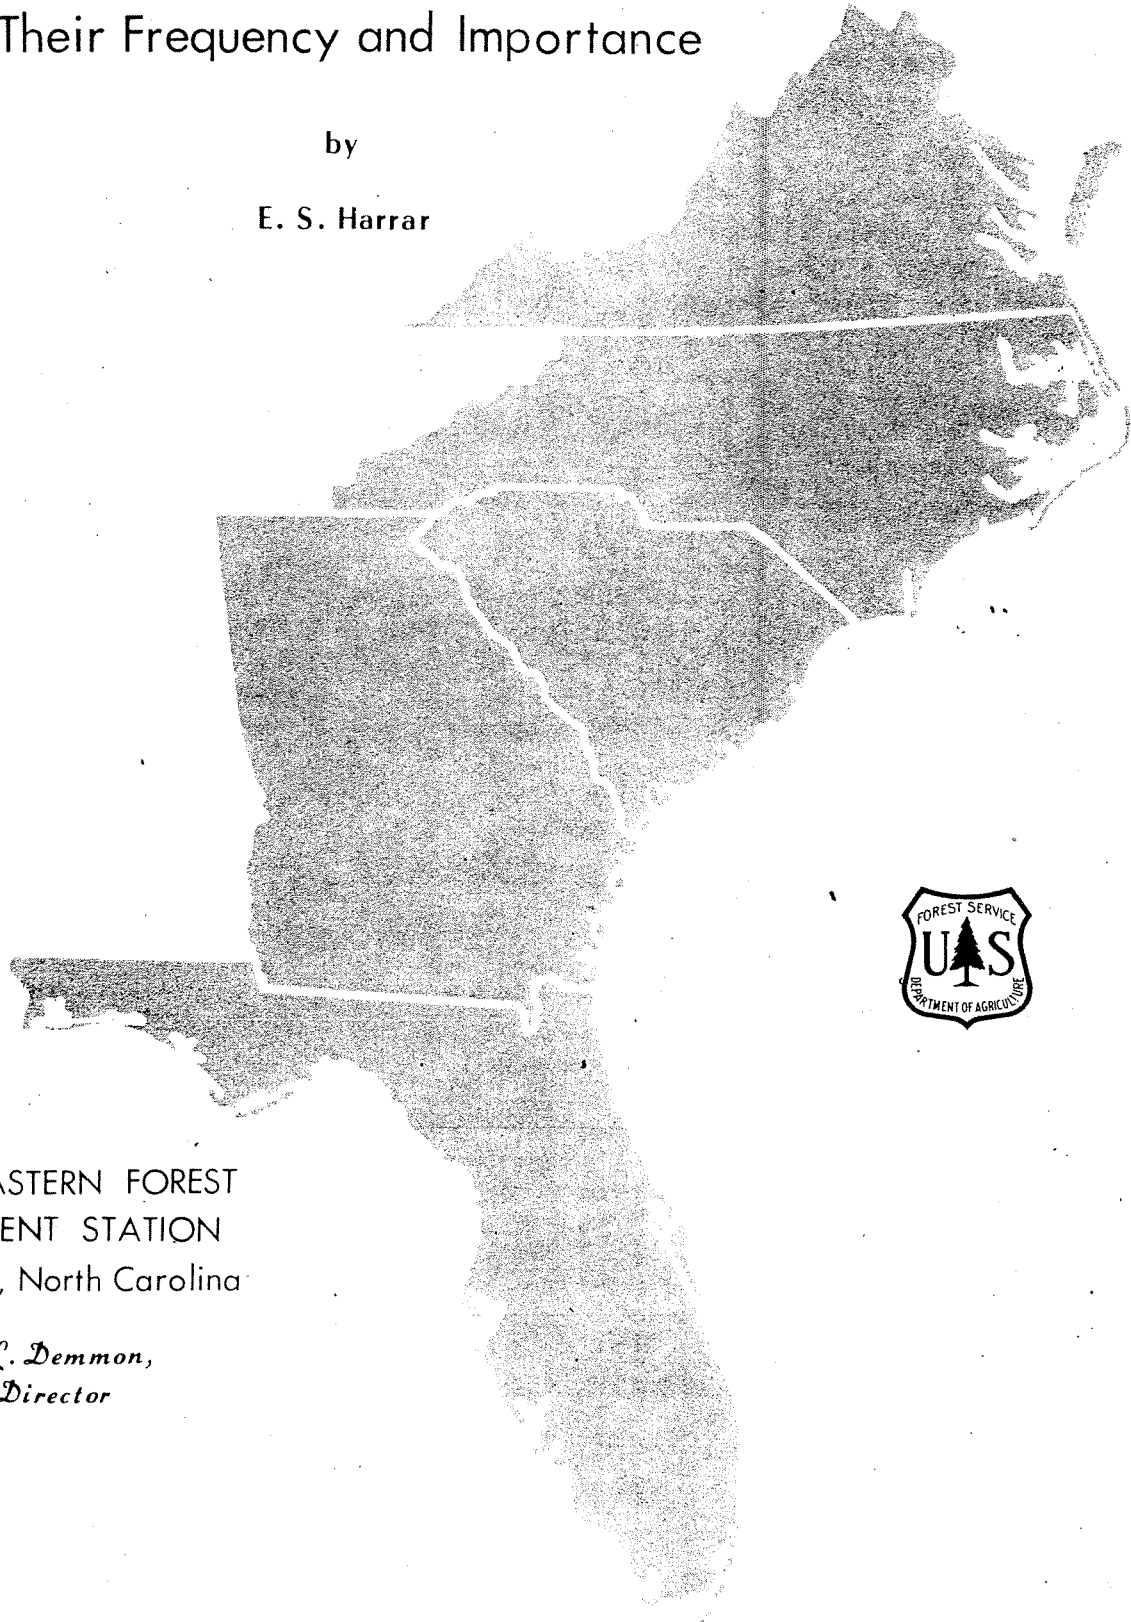 Their Frequency and Importance
by
E. S. Harrar
FOREST SERVICE
U S
DEPARTMENT OF AGRICULTURE
ASTERN FOREST
ENT STATION
, North Carolina
. Demmon,
Director